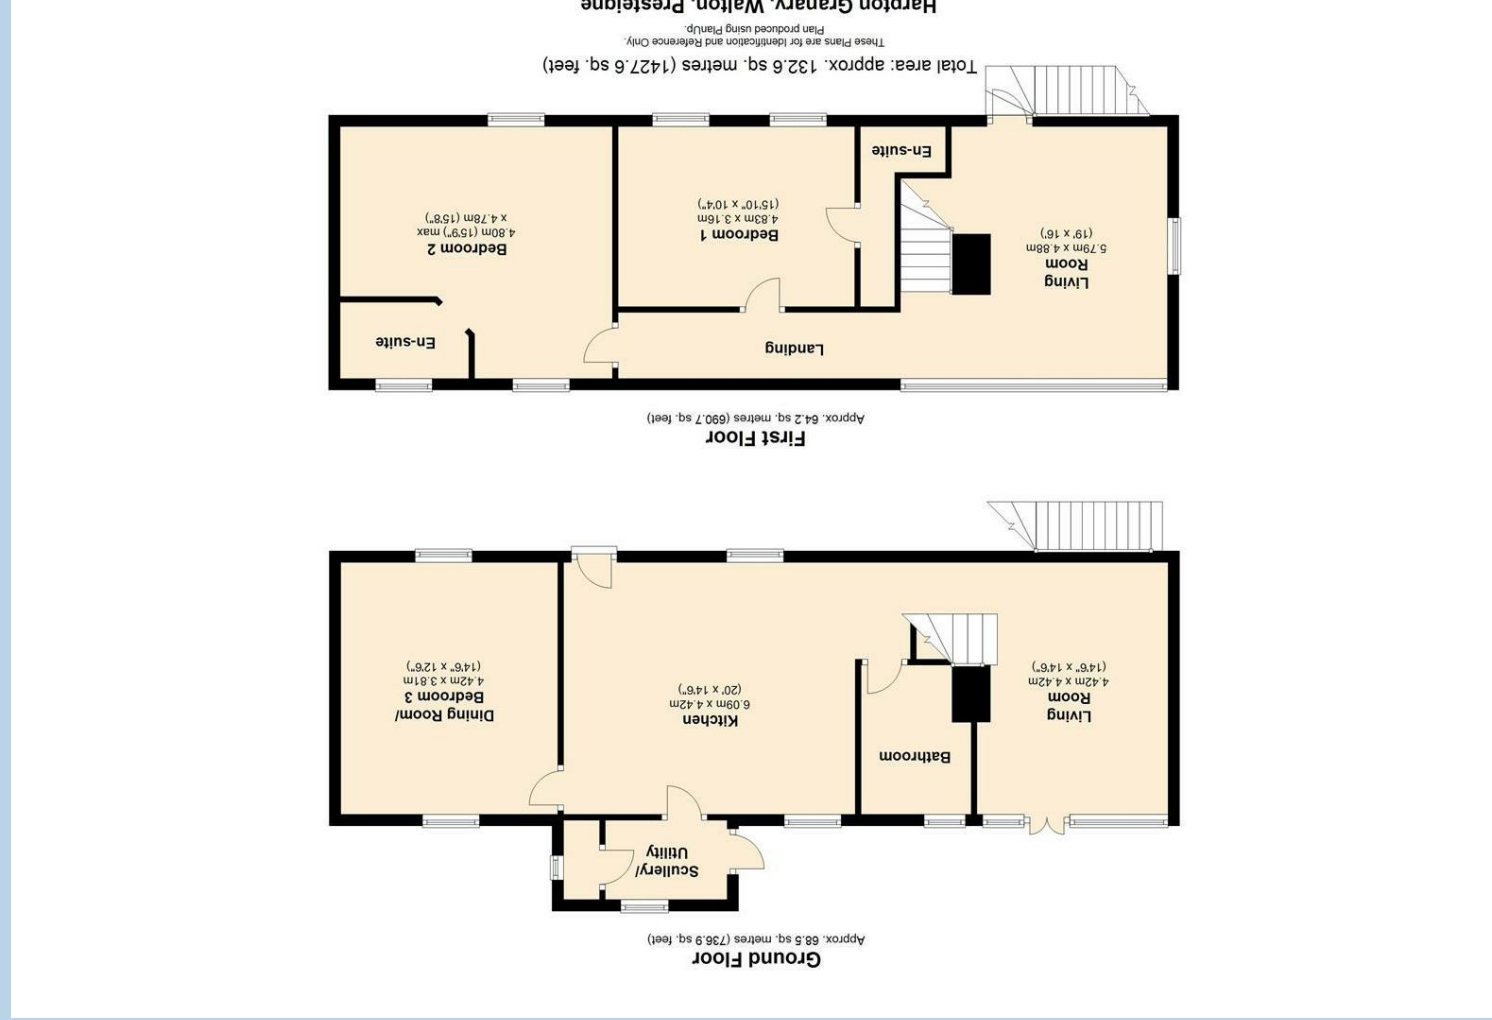 Ground Floor
Approx. 68.5 sq. metres (736.9 sq. feet)
Scullery/
Utility
Living
Room
4.42m x 4.42m
(14'6" x 14'6")
Bathroom
Kitchen
6.09m x 4.42m
(20' x 14'6")
Dining Room/
Bedroom 3
4.42m x 3.81m
(14'6" x 12'6")
First Floor
Approx. 64.2 sq. metres (690.7 sq. feet)
Landing
En-suite
Living
Room
5.79m x 4.88m
(19' x 16')
Bedroom 1
4.83m x 3.16m
(15'10" x 10'4")
Bedroom 2
4.80m (15'9") max
x 4.78m (15'8")
En-suite
Total area: approx. 132.6 sq. metres (1427.6 sq. feet)
These Plans are for Identification and Reference Only.
Plan produced using PlanUp.
Harpton Granary, Walton, Presteigne